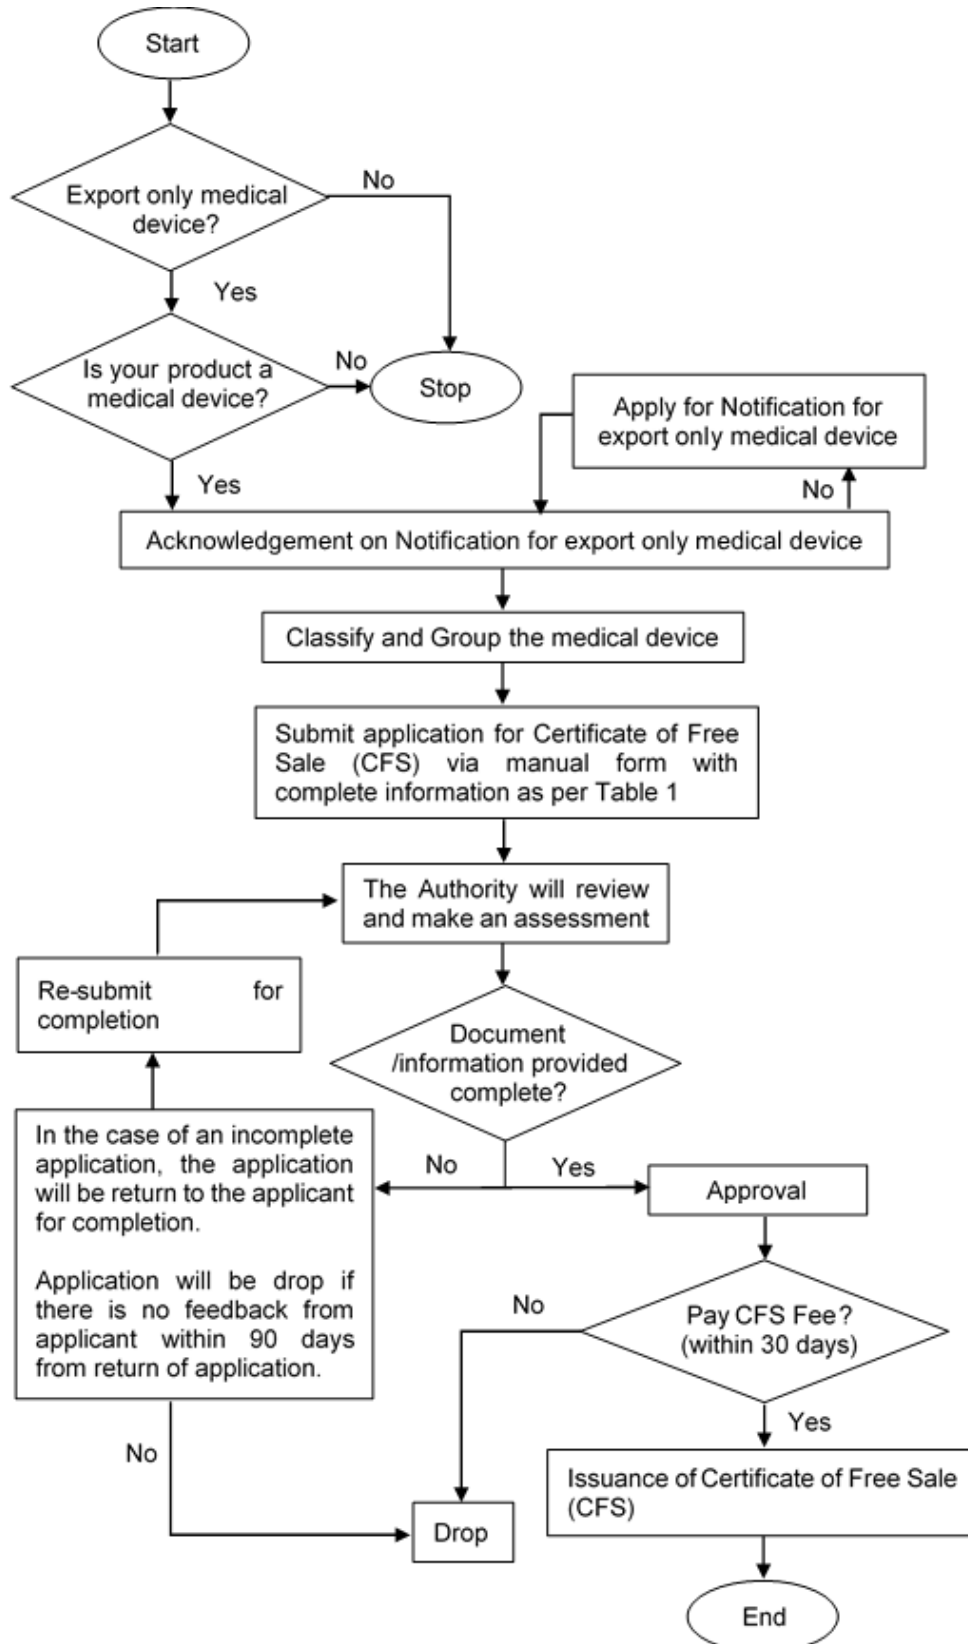 Start
Export only medical
device?
No
Yes
Is your product a
medical device?
No
Stop
Apply for Notification for
export only medical device
Yes
No
Acknowledgement on Notification for export only medical device
Classify and Group the medical device
Submit application for Certificate of Free
Sale (CFS) via manual form with
complete information as per Table 1
The Authority will review
and make an assessment
Re-submit for
completion
Document
/information provided
complete?
In the case of an incomplete
application, the application
will be return to the applicant
for completion.
Application will be drop if
there is no feedback from
applicant within 90 days
from return of application.
No
Yes
Approval
No
Pay CFS Fee?
(within 30 days)
Yes
No
Issuance of Certificate of Free Sale
(CFS)
Drop
End